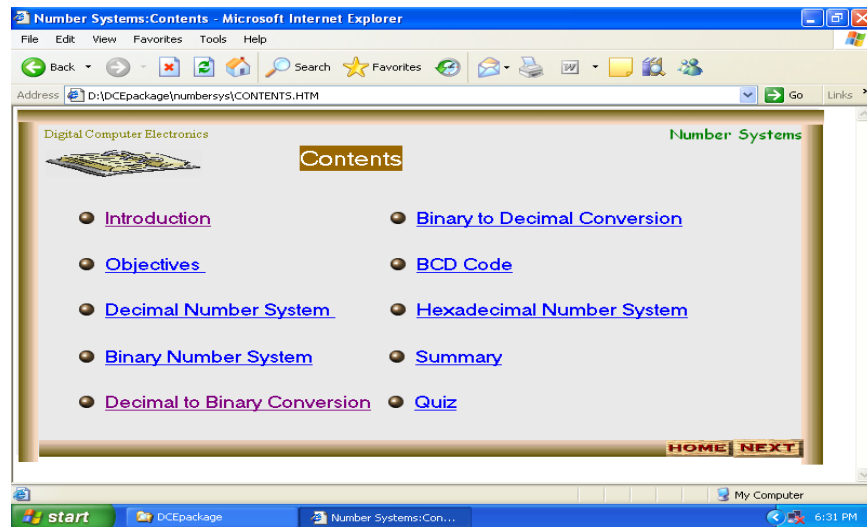 Number Systems:Contents - Microsoft Internet Explorer
File Edit View Favorites Tools Help
Back Search Favorites
Address D:\DCEpackage\numbersys\CONTENTS.HTM Go Links »
Digital Computer Electronics
Number Systems
Contents
Introduction
Objectives
Decimal Number System
Binary Number System
Decimal to Binary Conversion
Binary to Decimal Conversion
BCD Code
Hexadecimal Number System
Summary
Quiz
HOME NEXT
My Computer
start DCEpackage Number Systems:Con... 6:31 PM